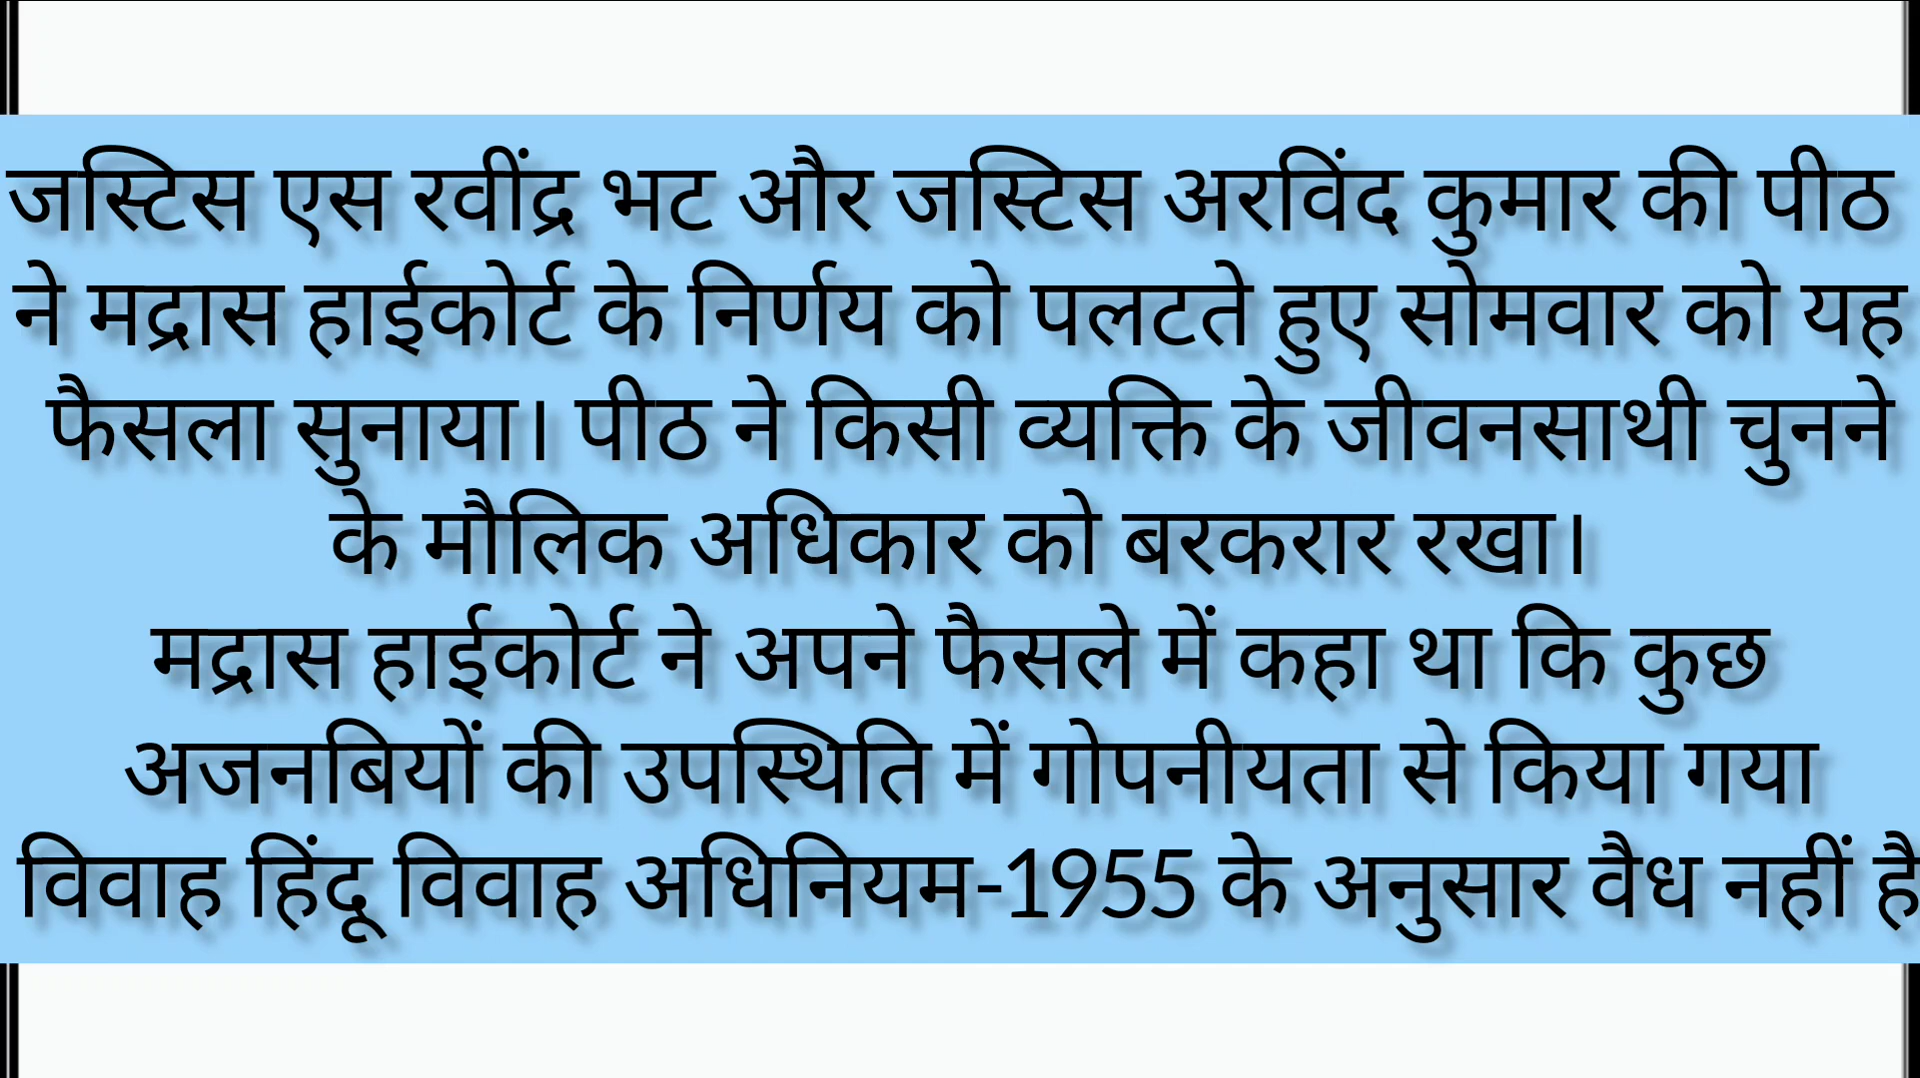 जस्टिस एस रवींद्र भट और जस्टिस अरविंद कुमार की पीठ
ने मद्रास हाईकोर्ट के निर्णय को पलटते हुए सोमवार को यह
फैसला सुनाया। पीठ ने किसी व्यक्ति के जीवनसाथी चुनने
के मौलिक अधिकार को बरकरार रखा।
मद्रास हाईकोर्ट ने अपने फैसले में कहा था कि कुछ
अजनबियों की उपस्थिति में गोपनीयता से किया गया
विवाह हिंदू विवाह अधिनियम-1955 के अनुसार वैध नहीं है